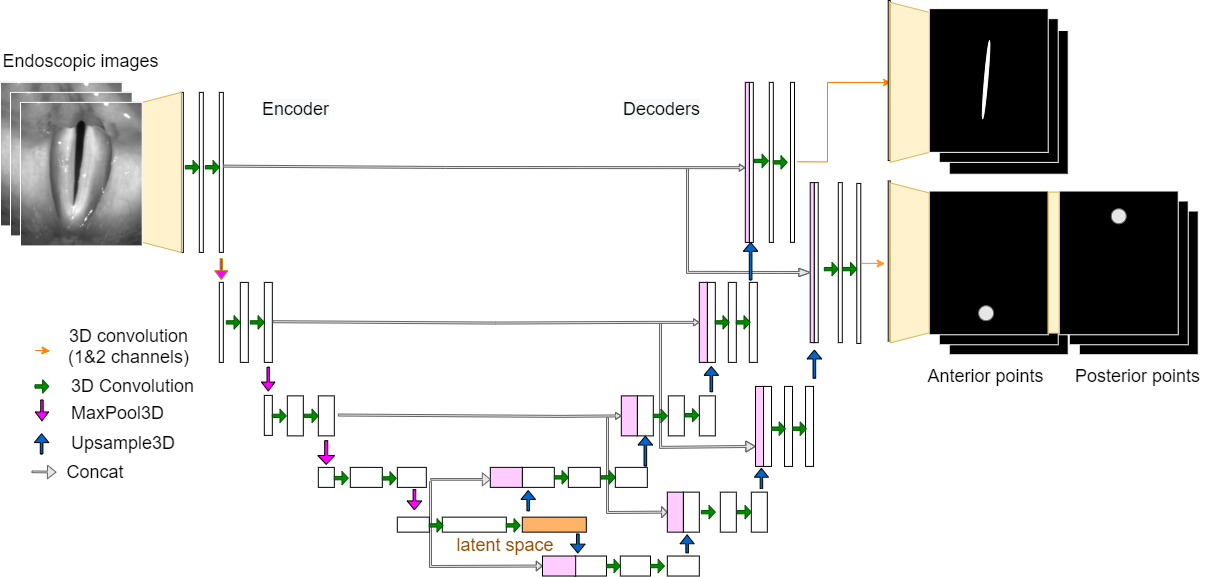 Endoscopic images
Encoder
Decoders
3D convolution
(1&2 channels)
3D Convolution
MaxPool3D
Upsample3D
Concat
latent space
Anterior points
Posterior points